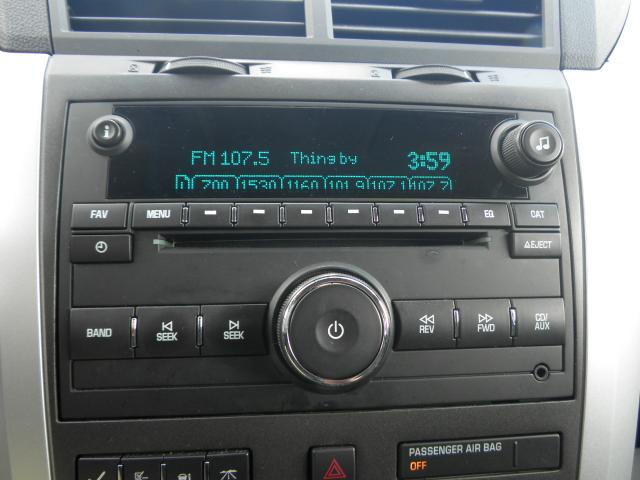 FM 107.5 Thing by 3:59
700 1530 1160 101.9 107.1 107.7
FAV MENU EQ CAT
EJECT
BAND SEEK SEEK REV FWD CD/
AUX
PASSENGER AIR BAG
OFF